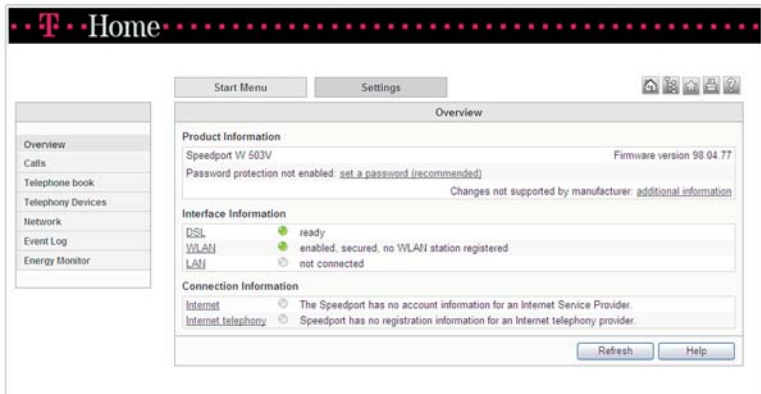 T Home
Start Menu Settings
Overview
Overview
Calls
Telephone book
Telephony Devices
Network
Event Log
Energy Monitor
Product Information
Speedport W 503V Firmware version 98.04.77
Password protection not enabled: set a password (recommended)
Changes not supported by manufacturer: additional information
Interface Information
DSL ready
WLAN enabled, secured, no WLAN station registered
LAN not connected
Connection Information
Internet The Speedport has no account information for an Internet Service Provider.
Internet telephony Speedport has no registration information for an Internet telephony provider.
Refresh Help